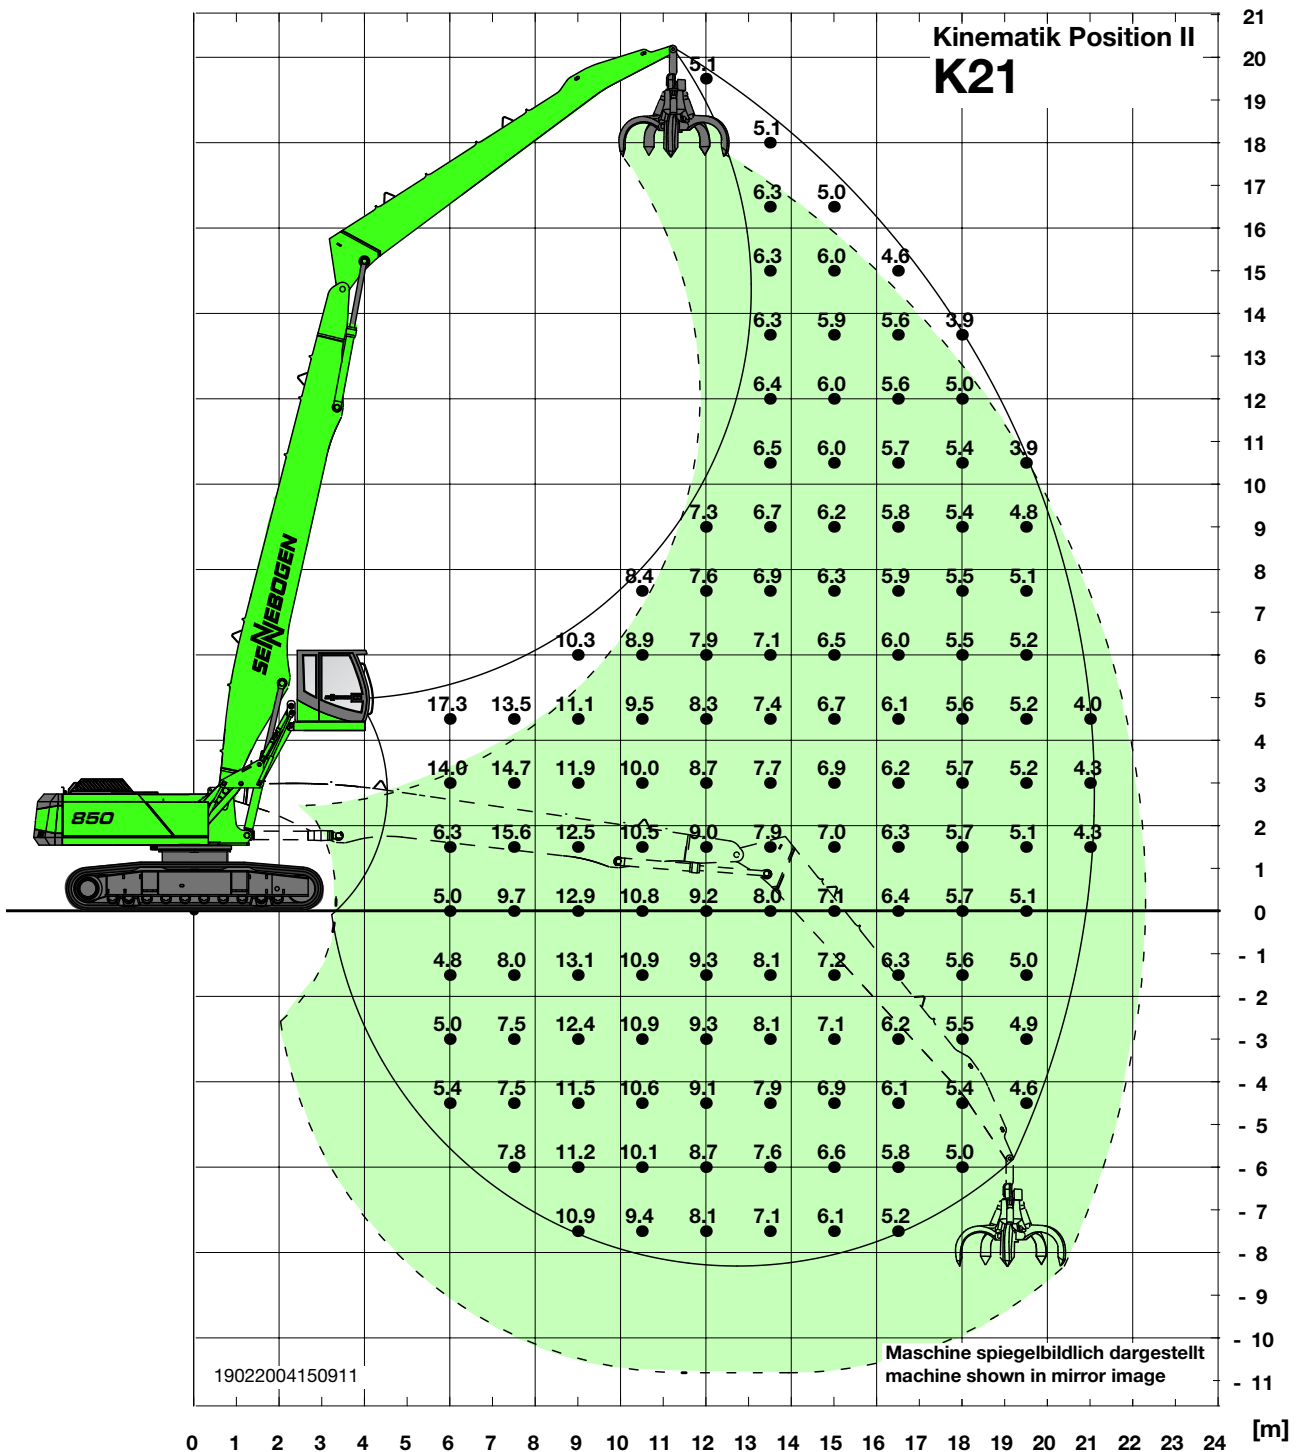 21
Kinematik Position II
20
K21
5.1
19
5.1
18
17
6.3 5.0
16
6.3 6.0 4.6
15
14
6.3 5.9 5.6 3.9
13
6.4 6.0 5.6 5.0
12
11
6.5 6.0 5.7 5.4 3.9
10
7.3 6.7 6.2 5.8 5.4 4.8
9
SENNEBOGEN
8
8.4 7.6 6.9 6.3 5.9 5.5 5.1
7
10.3 8.9 7.9 7.1 6.5 6.0 5.5 5.2
6
17.3 13.5 11.1 9.5 8.3 7.4 6.7 6.1 5.6 5.2 4.0
5
4
14.0 14.7 11.9 10.0 8.7 7.7 6.9 6.2 5.7 5.2 4.3
3
850
2
6.3 15.6 12.5 10.5 9.0 7.9 7.0 6.3 5.7 5.1 4.3
1
5.0 9.7 12.9 10.8 9.2 8.0 7.1 6.4 5.7 5.1
0
4.8 8.0 13.1 10.9 9.3 8.1 7.2 6.3 5.6 5.0
- 1
- 2
5.0 7.5 12.4 10.9 9.3 8.1 7.1 6.2 5.5 4.9
- 3
5.4 7.5 11.5 10.6 9.1 7.9 6.9 6.1 5.4 4.6
- 4
- 5
7.8 11.2 10.1 8.7 7.6 6.6 5.8 5.0
- 6
10.9 9.4 8.1 7.1 6.1 5.2
- 7
- 8
- 9
- 10
Maschine spiegelbildlich dargestellt
machine shown in mirror image
19022004150911
- 11
[m]
0 1 2 3 4 5 6 7 8 9 10 11 12 13 14 15 16 17 18 19 20 21 22 23 24